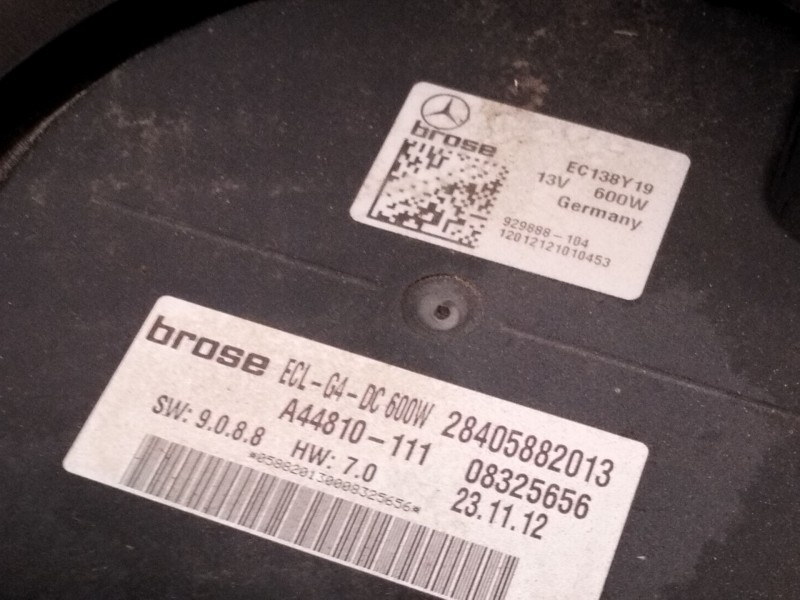 brose
EC138Y19
13V 600W
Germany
929888-104
12012121010453
brose ECL-G4-DC 600W 28405882013
A44810-111 08325656
SW: 9.0.8.8 HW: 7.0 23.11.12
*058820130008325656*